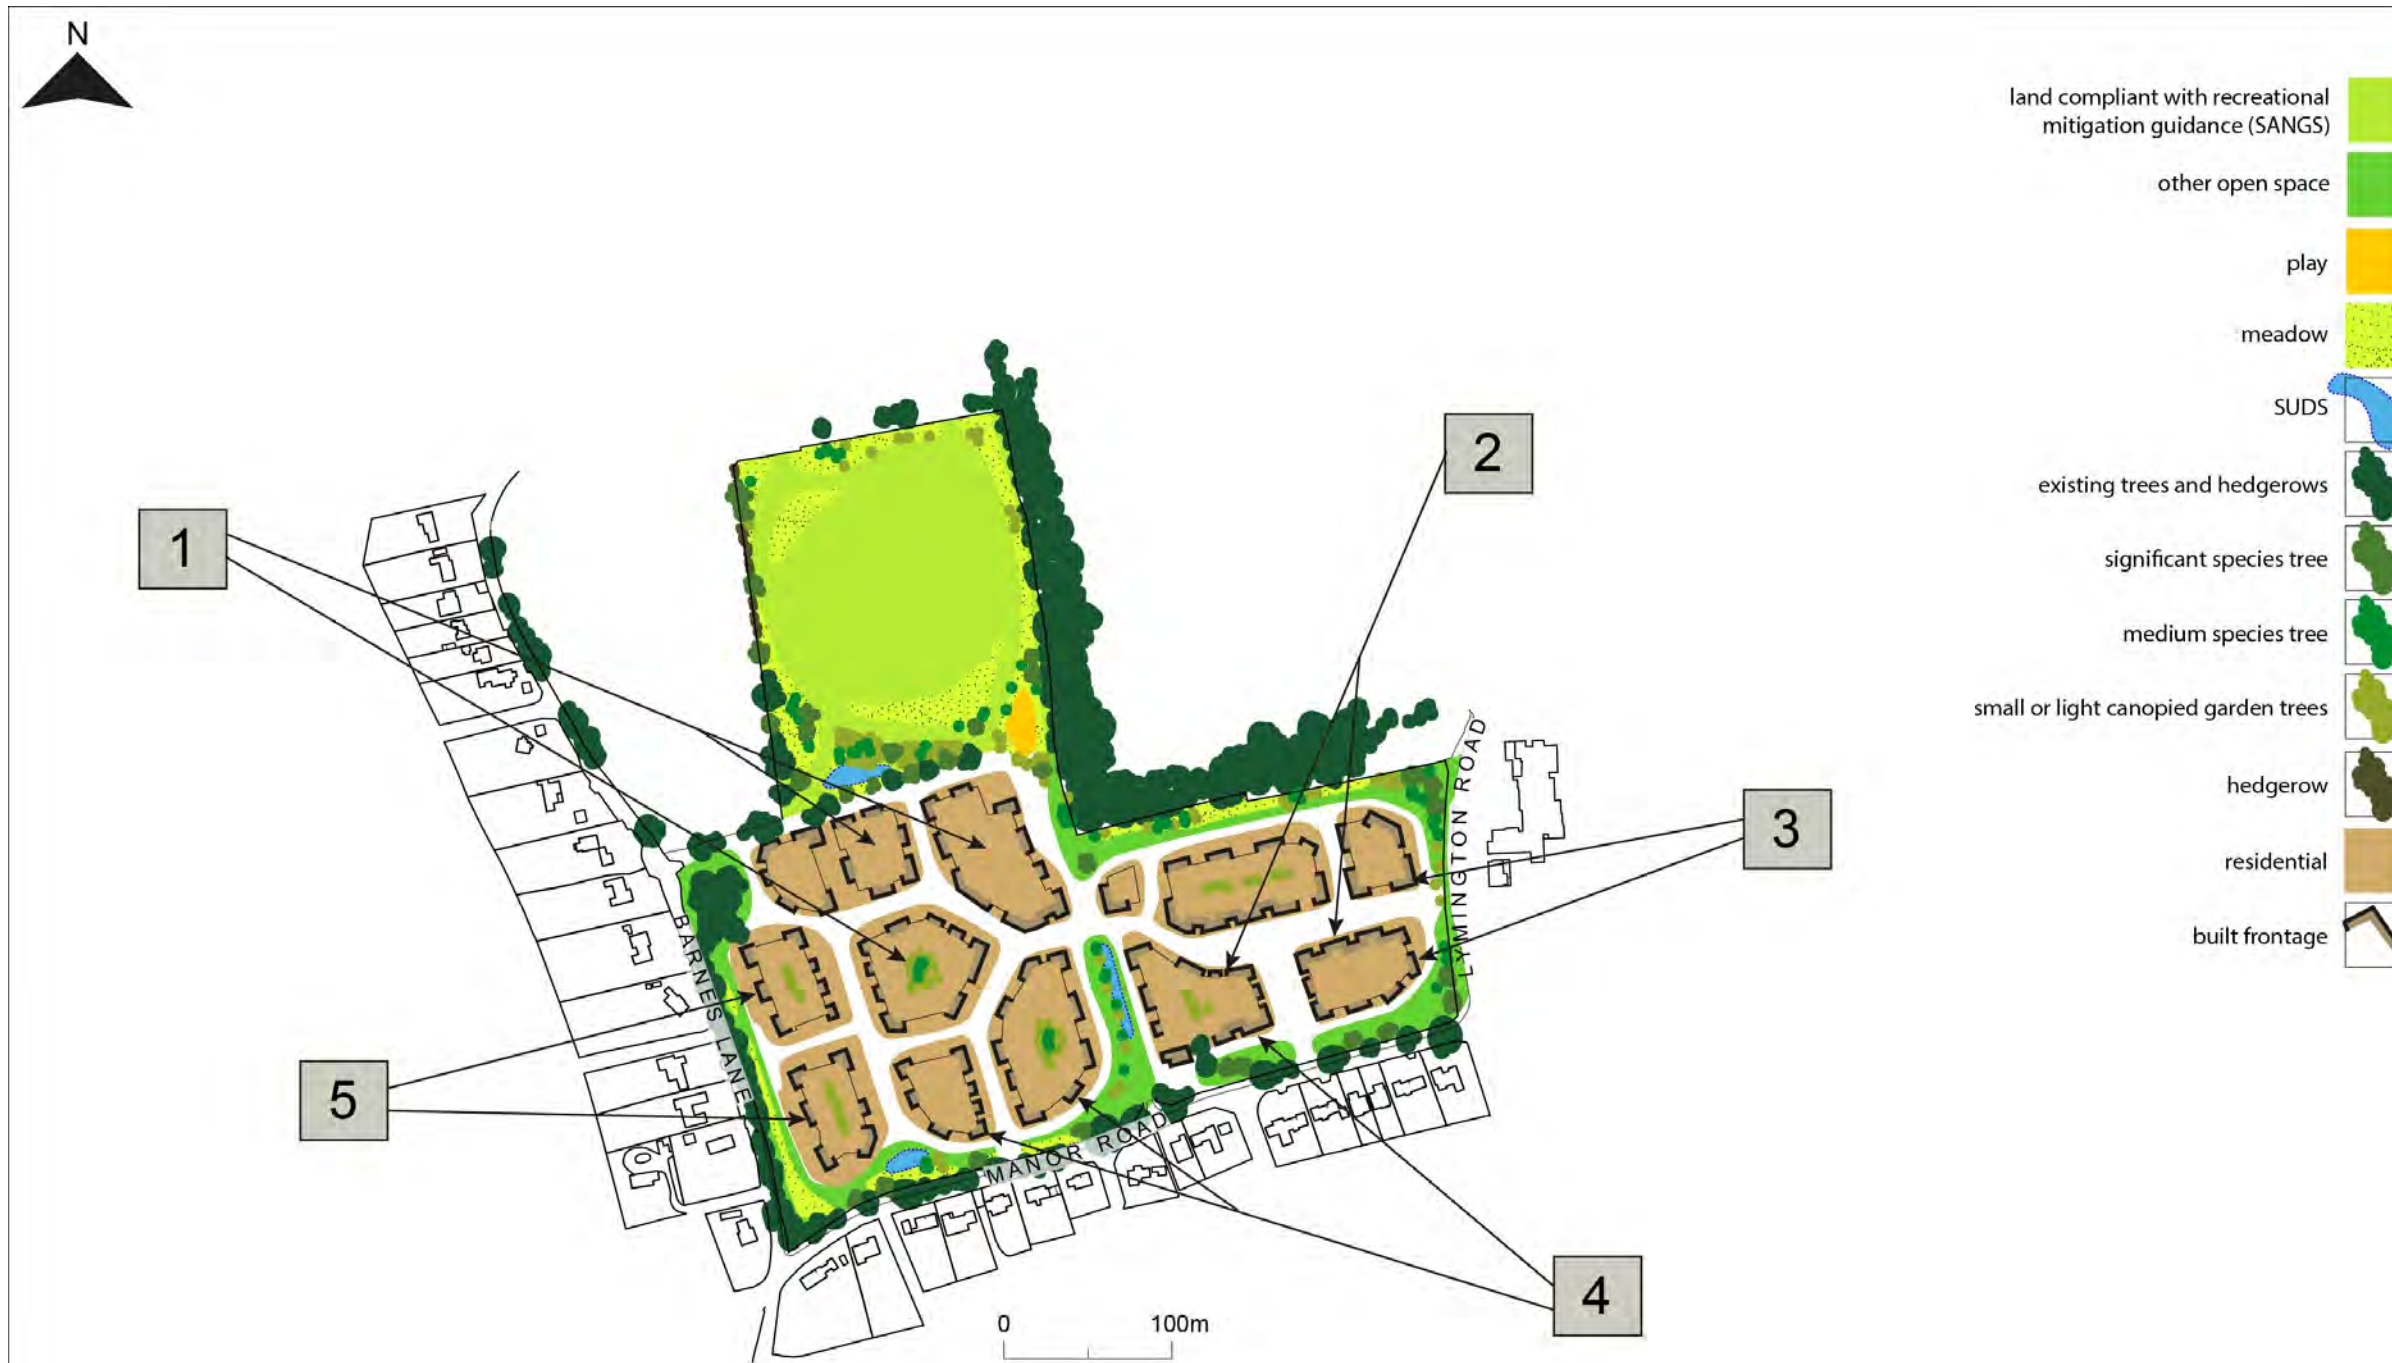 N
land compliant with recreational
mitigation guidance (SANGS)
other open space
play
meadow
SUDS
existing trees and hedgerows
significant species tree
medium species tree
small or light canopied garden trees
hedgerow
residential
built frontage
1
2
3
4
5
BARNES LANE
MANOR ROAD
LYMINGTON ROAD
0 100m